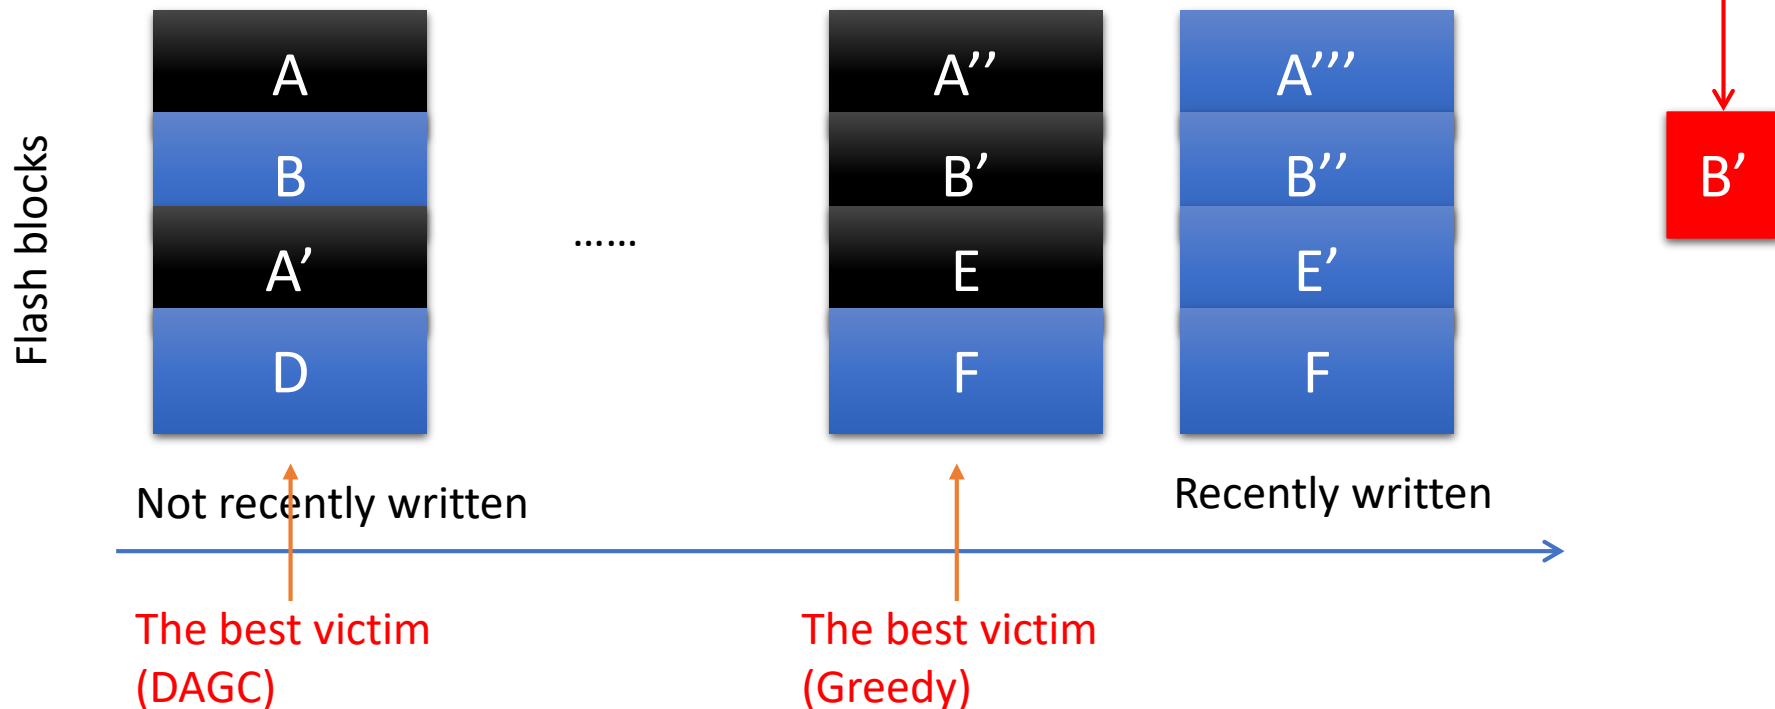 Flash blocks
A
B
A'
D
......
A''
B'
E
F
A'''
B''
E'
F
B'
Not recently written
Recently written
The best victim
(DAGC)
The best victim
(Greedy)